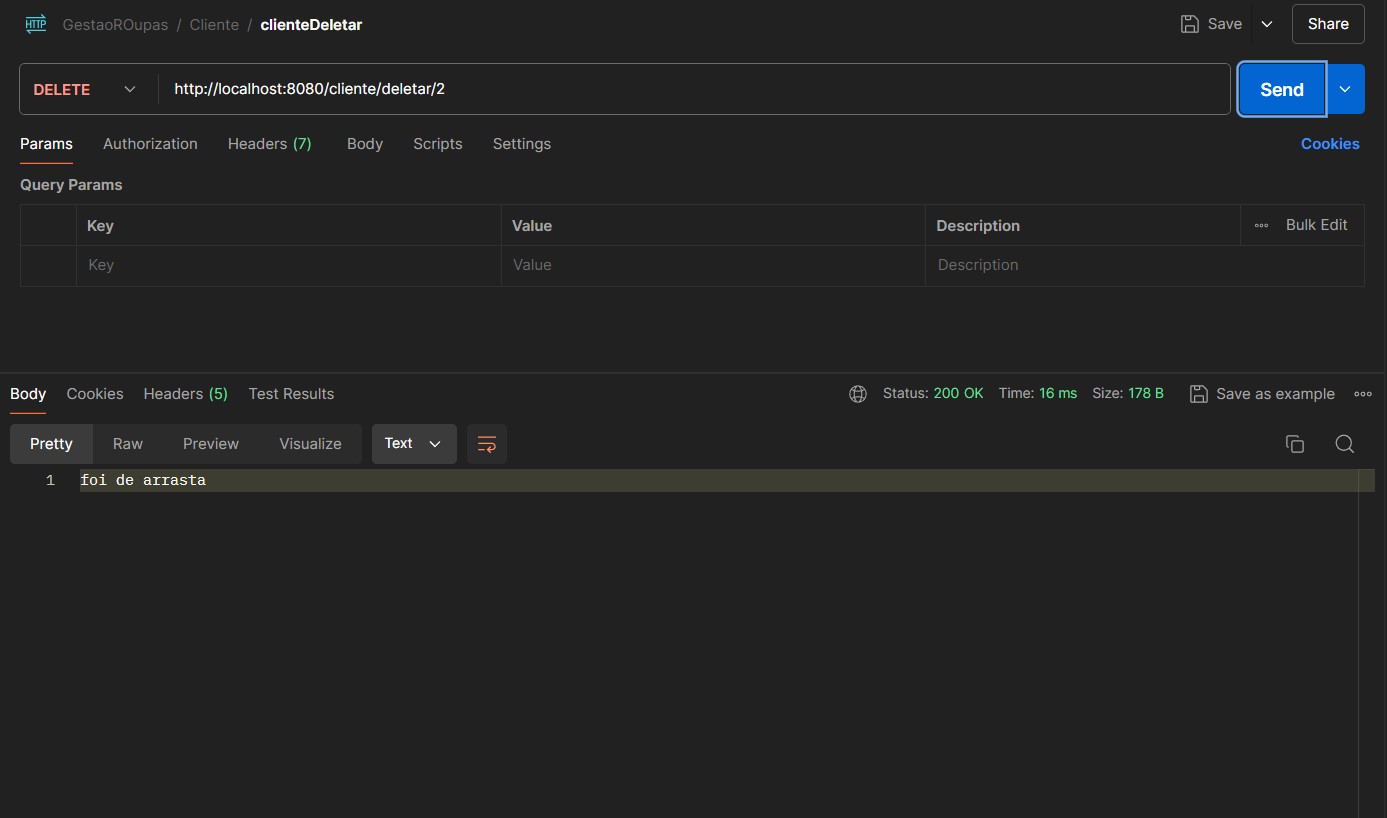 HTTP GestaoROupas / Cliente / clienteDeletar Save Share
DELETE http://localhost:8080/cliente/deletar/2 Send
Params Authorization Headers (7) Body Scripts Settings Cookies
Query Params
Key Value Description Bulk Edit
Key Value Description
Body Cookies Headers (5) Test Results Status: 200 OK Time: 16 ms Size: 178 B Save as example
Pretty Raw Preview Visualize Text
1 foi de arrasta